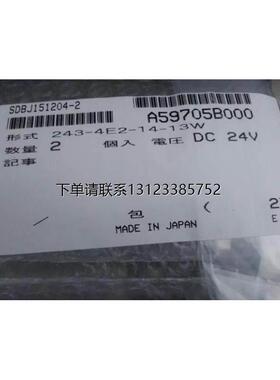 SDBJ151204-2
A59705B000
形式 243-4E2-14-13W
数量 2 個入 電圧 DC 24V
記事
下单请联系13123385752
包 (
MADE IN JAPAN